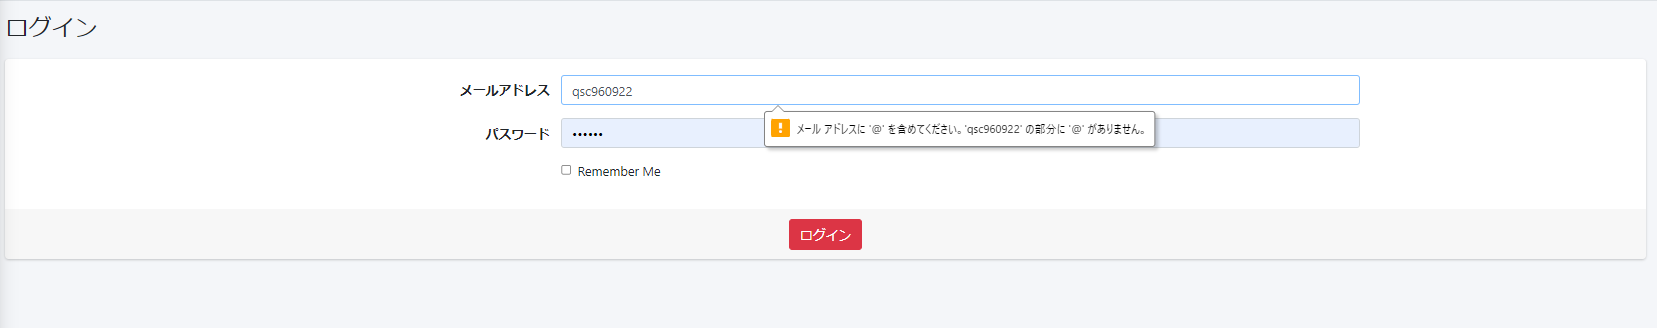 ログイン
メールアドレス qsc960922
メール アドレスに '@' を含めてください。'qsc960922' の部分に '@' がありません。
パスワード ••••••
Remember Me
ログイン